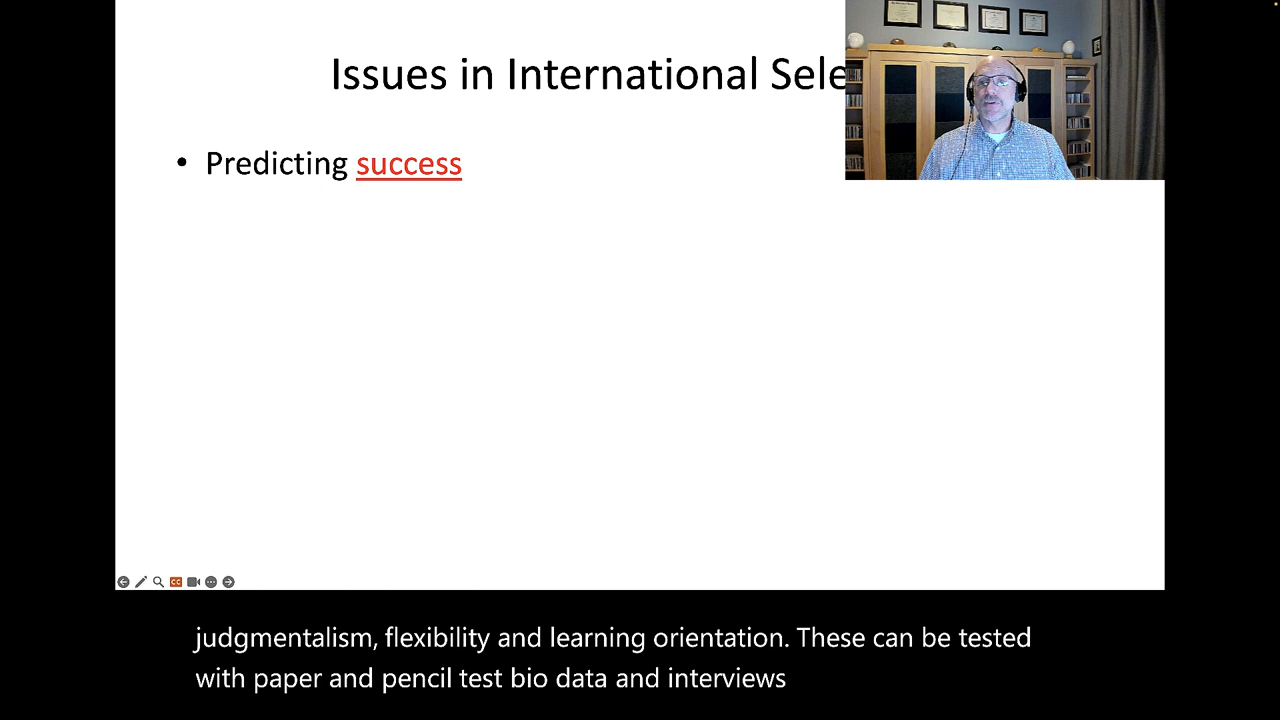 Issues in International Sele
• Predicting success
CC
judgmentalism, flexibility and learning orientation. These can be tested
with paper and pencil test bio data and interviews